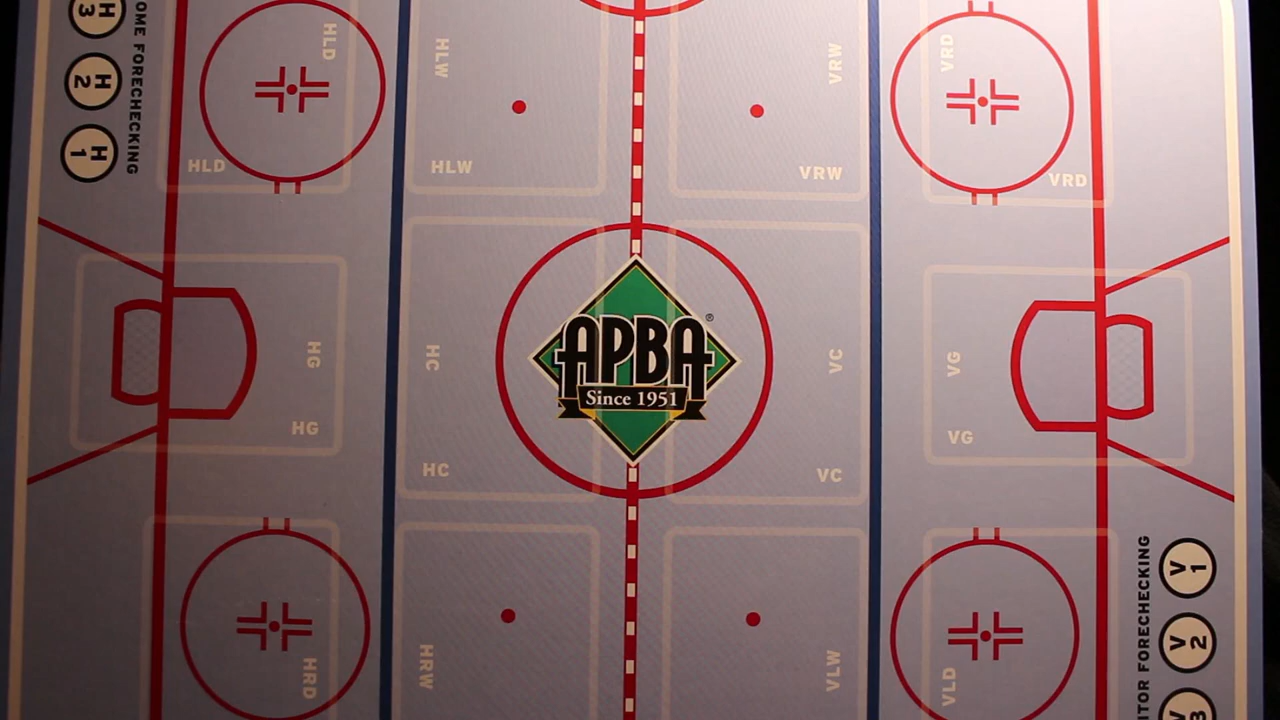 H 3
H 2
H 1
OME FORECHECKING
HLD
HLD
HLW
HLW
VRW
VRW
VRD
VRD
HG
HG
HC
HC
APBA®
Since 1951
VC
VC
VG
VG
HRD
HRW
VLW
VLD
ITOR FORECHECKING
V 1
V 2
V 3